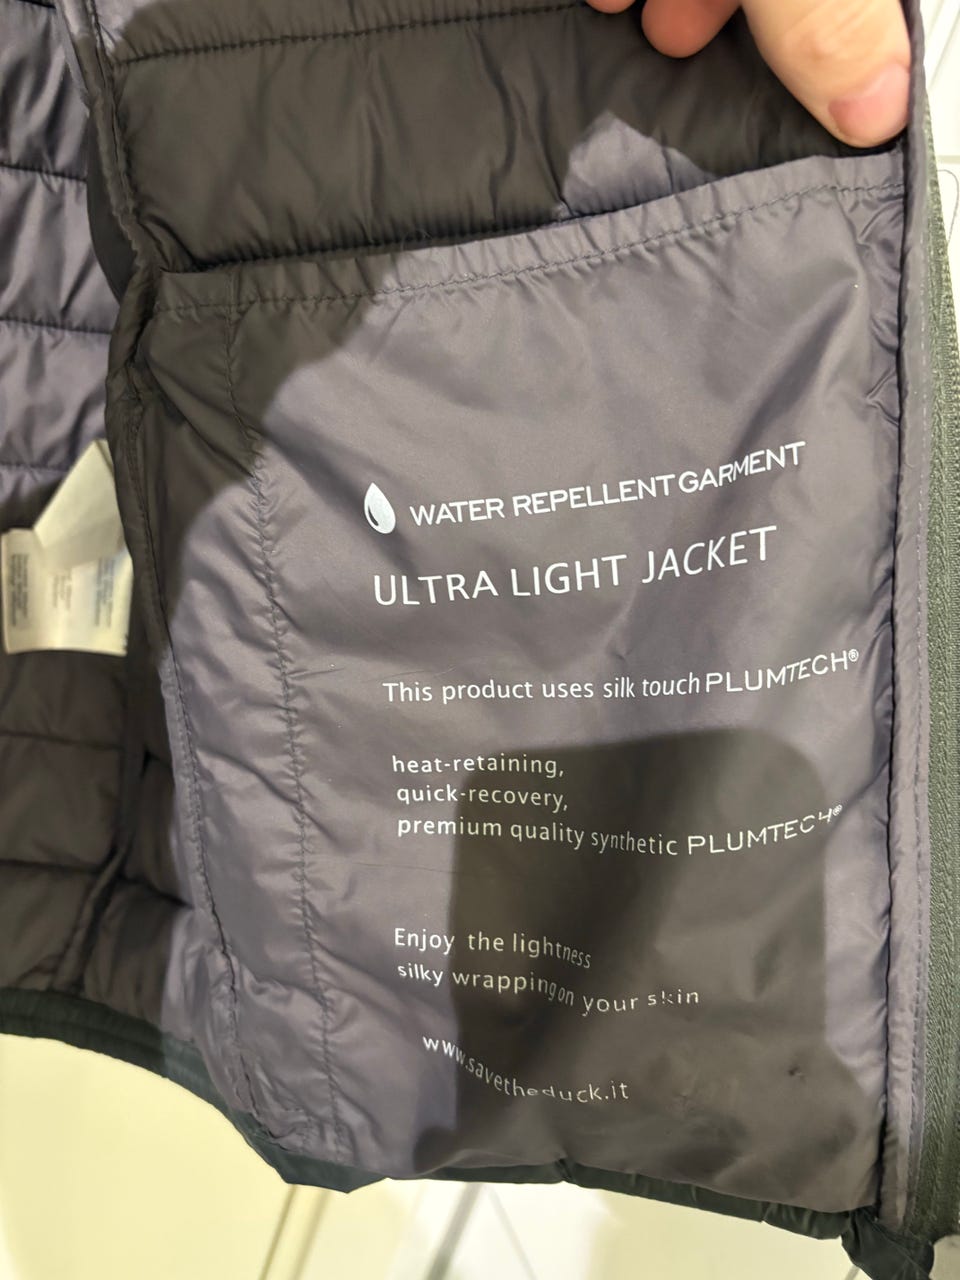 WATER REPELLENT GARMENT
ULTRA LIGHT JACKET
This product uses silk touch PLUMTECH®
heat-retaining,
quick-recovery,
premium quality synthetic PLUMTECH®
Enjoy the lightness
silky wrapping on your skin
www.savetheduck.it